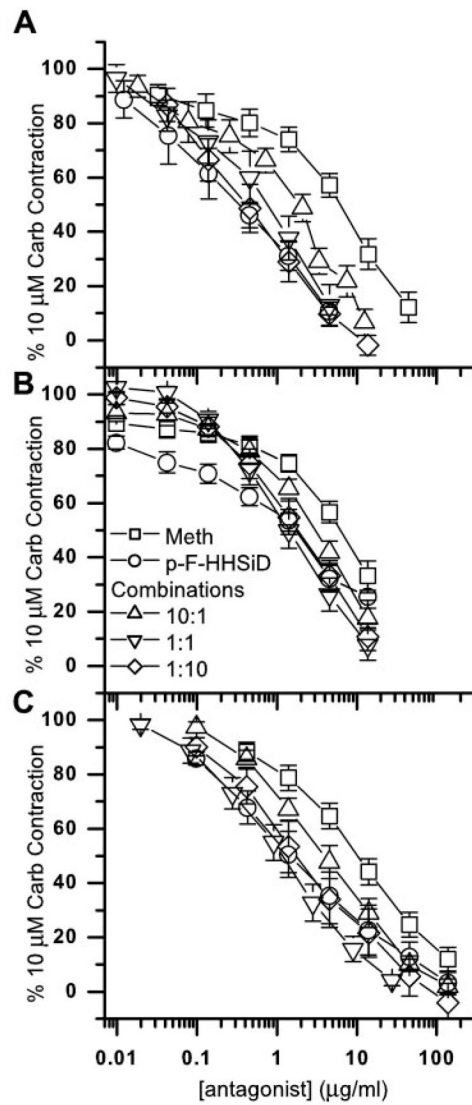 A
100
80
60
40
20
0
% 10 µM Carb Contraction
B
100
80
60
40
20
0
% 10 µM Carb Contraction
Meth
p-F-HHSiD
Combinations
10:1
1:1
1:10
C
100
80
60
40
20
0
% 10 µM Carb Contraction
0.01 0.1 1 10 100
[antagonist] (µg/ml)